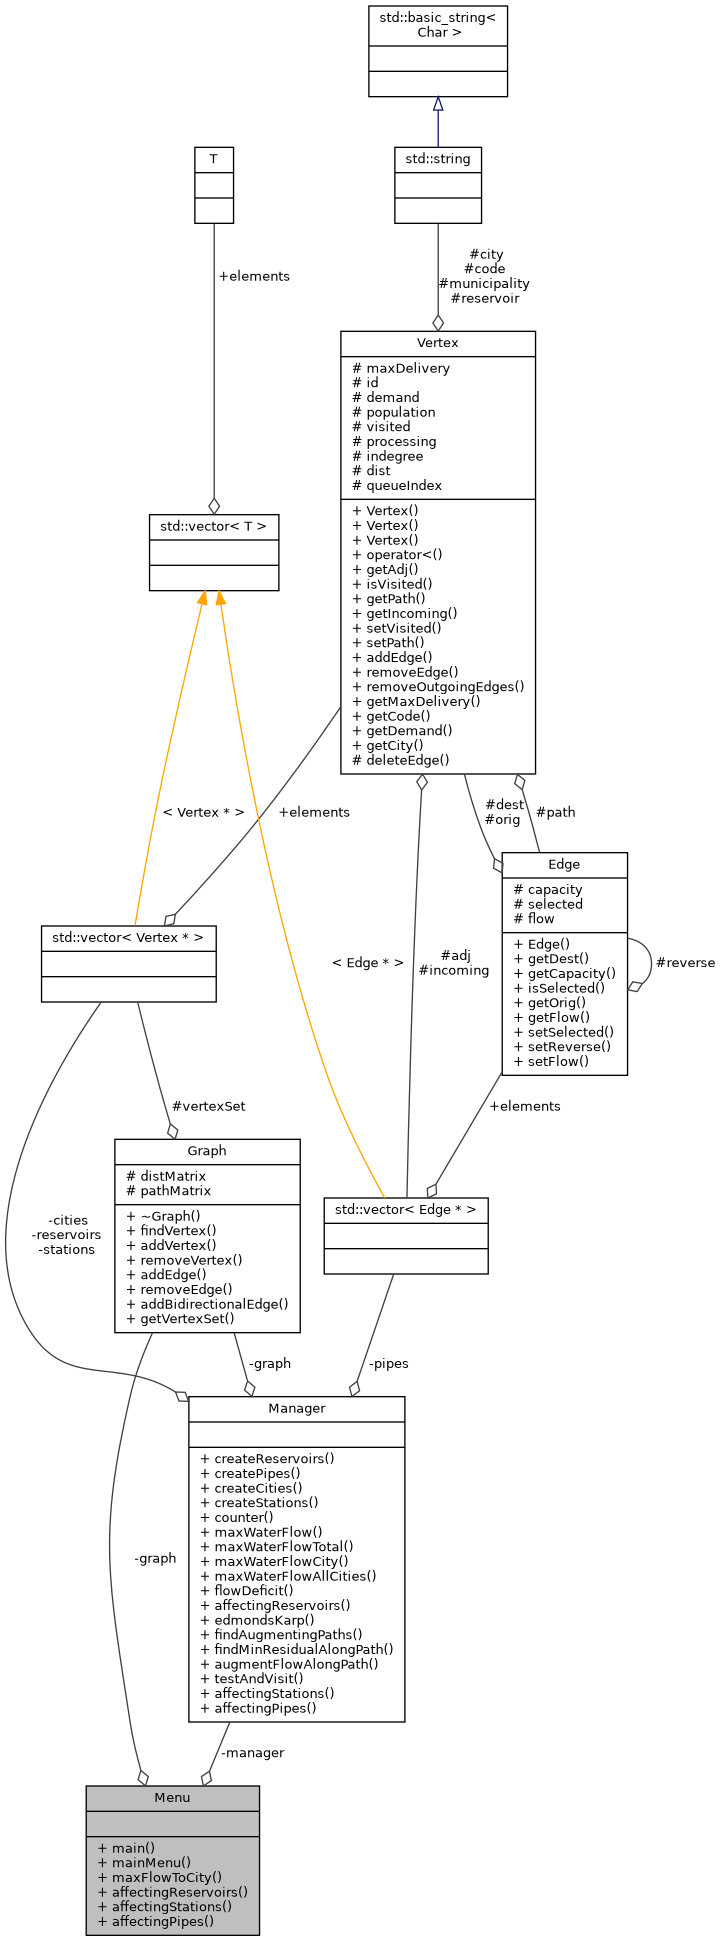 std::basic_string<
Char >
T
std::string
+elements
#city
#code
#municipality
#reservoir
Vertex
# maxDelivery
# id
# demand
# population
# visited
# processing
# indegree
# dist
# queueIndex
+ Vertex()
+ Vertex()
+ Vertex()
+ operator<()
+ getAdj()
+ isVisited()
+ getPath()
+ getIncoming()
+ setVisited()
+ setPath()
+ addEdge()
+ removeEdge()
+ removeOutgoingEdges()
+ getMaxDelivery()
+ getCode()
+ getDemand()
+ getCity()
# deleteEdge()
std::vector< T >
< Vertex * >
+elements
#dest
#orig
#path
Edge
# capacity
# selected
# flow
+ Edge()
+ getDest()
+ getCapacity()
+ isSelected()
+ getOrig()
+ getFlow()
+ setSelected()
+ setReverse()
+ setFlow()
#reverse
std::vector< Vertex * >
< Edge * >
#adj
#incoming
#vertexSet
+elements
Graph
# distMatrix
# pathMatrix
+ ~Graph()
+ findVertex()
+ addVertex()
+ removeVertex()
+ addEdge()
+ removeEdge()
+ addBidirectionalEdge()
+ getVertexSet()
std::vector< Edge * >
-cities
-reservoirs
-stations
-graph
-pipes
Manager
+ createReservoirs()
+ createPipes()
+ createCities()
+ createStations()
+ counter()
+ maxWaterFlow()
+ maxWaterFlowTotal()
+ maxWaterFlowCity()
+ maxWaterFlowAllCities()
+ flowDeficit()
+ affectingReservoirs()
+ edmondsKarp()
+ findAugmentingPaths()
+ findMinResidualAlongPath()
+ augmentFlowAlongPath()
+ testAndVisit()
+ affectingStations()
+ affectingPipes()
-graph
-manager
Menu
+ main()
+ mainMenu()
+ maxFlowToCity()
+ affectingReservoirs()
+ affectingStations()
+ affectingPipes()